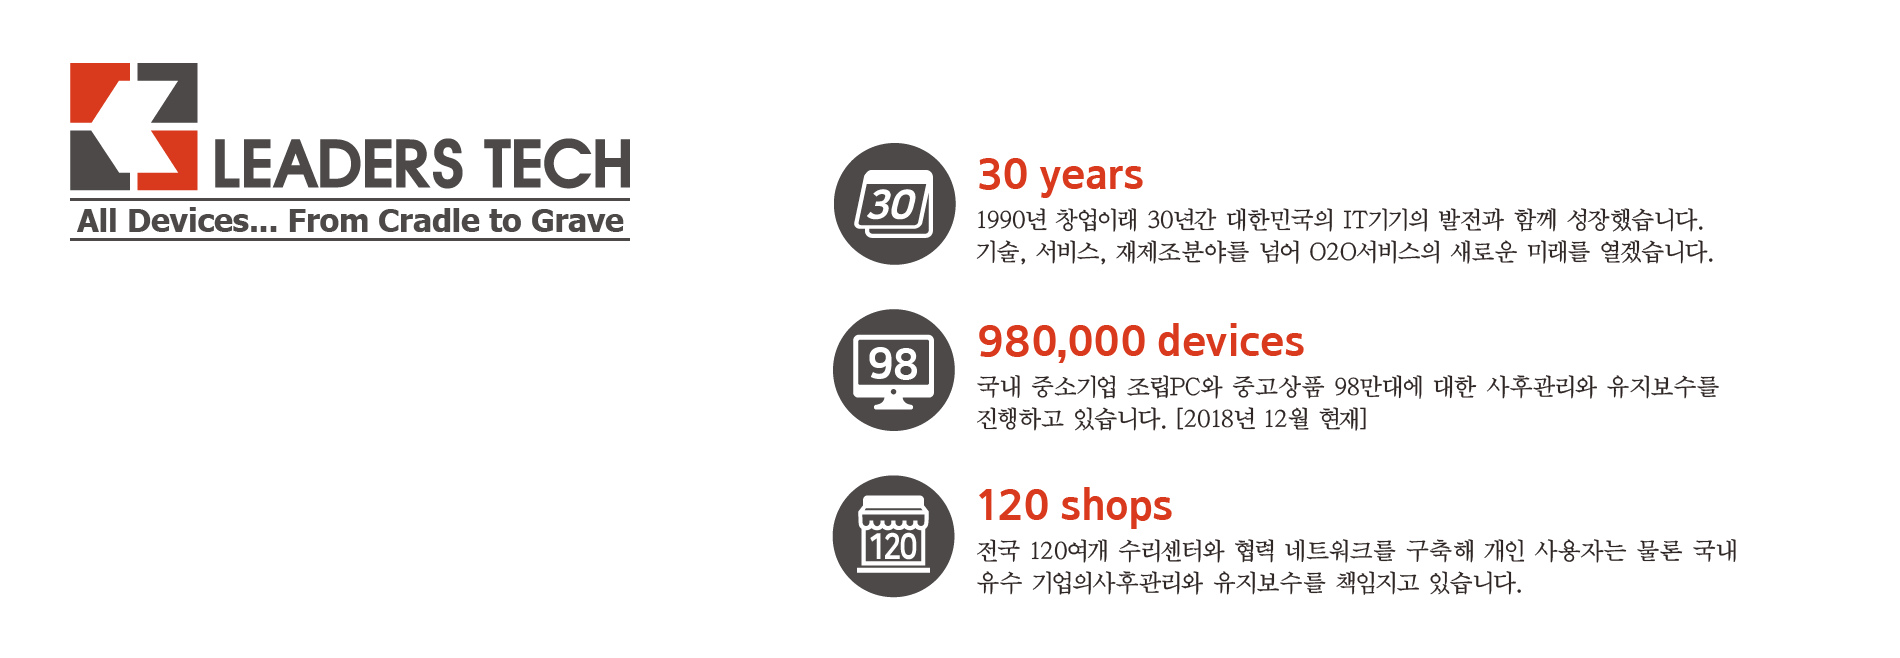 LEADERS TECH
All Devices... From Cradle to Grave
30
30 years
1990년 창업이래 30년간 대한민국의 IT기기의 발전과 함께 성장했습니다.
기술, 서비스, 재제조분야를 넘어 O2O서비스의 새로운 미래를 열겠습니다.
98
980,000 devices
국내 중소기업 조립PC와 중고상품 98만대에 대한 사후관리와 유지보수를
진행하고 있습니다. [2018년 12월 현재]
120
120 shops
전국 120여개 수리센터와 협력 네트워크를 구축해 개인 사용자는 물론 국내
유수 기업의사후관리와 유지보수를 책임지고 있습니다.